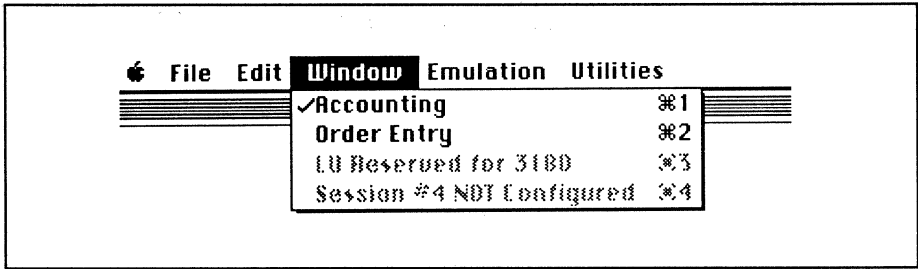 File Edit Window Emulation Utilities
✓Accounting ⌘1
Order Entry ⌘2
LU Reserved for 3180 ⌘3
Session #4 NOT Configured ⌘4